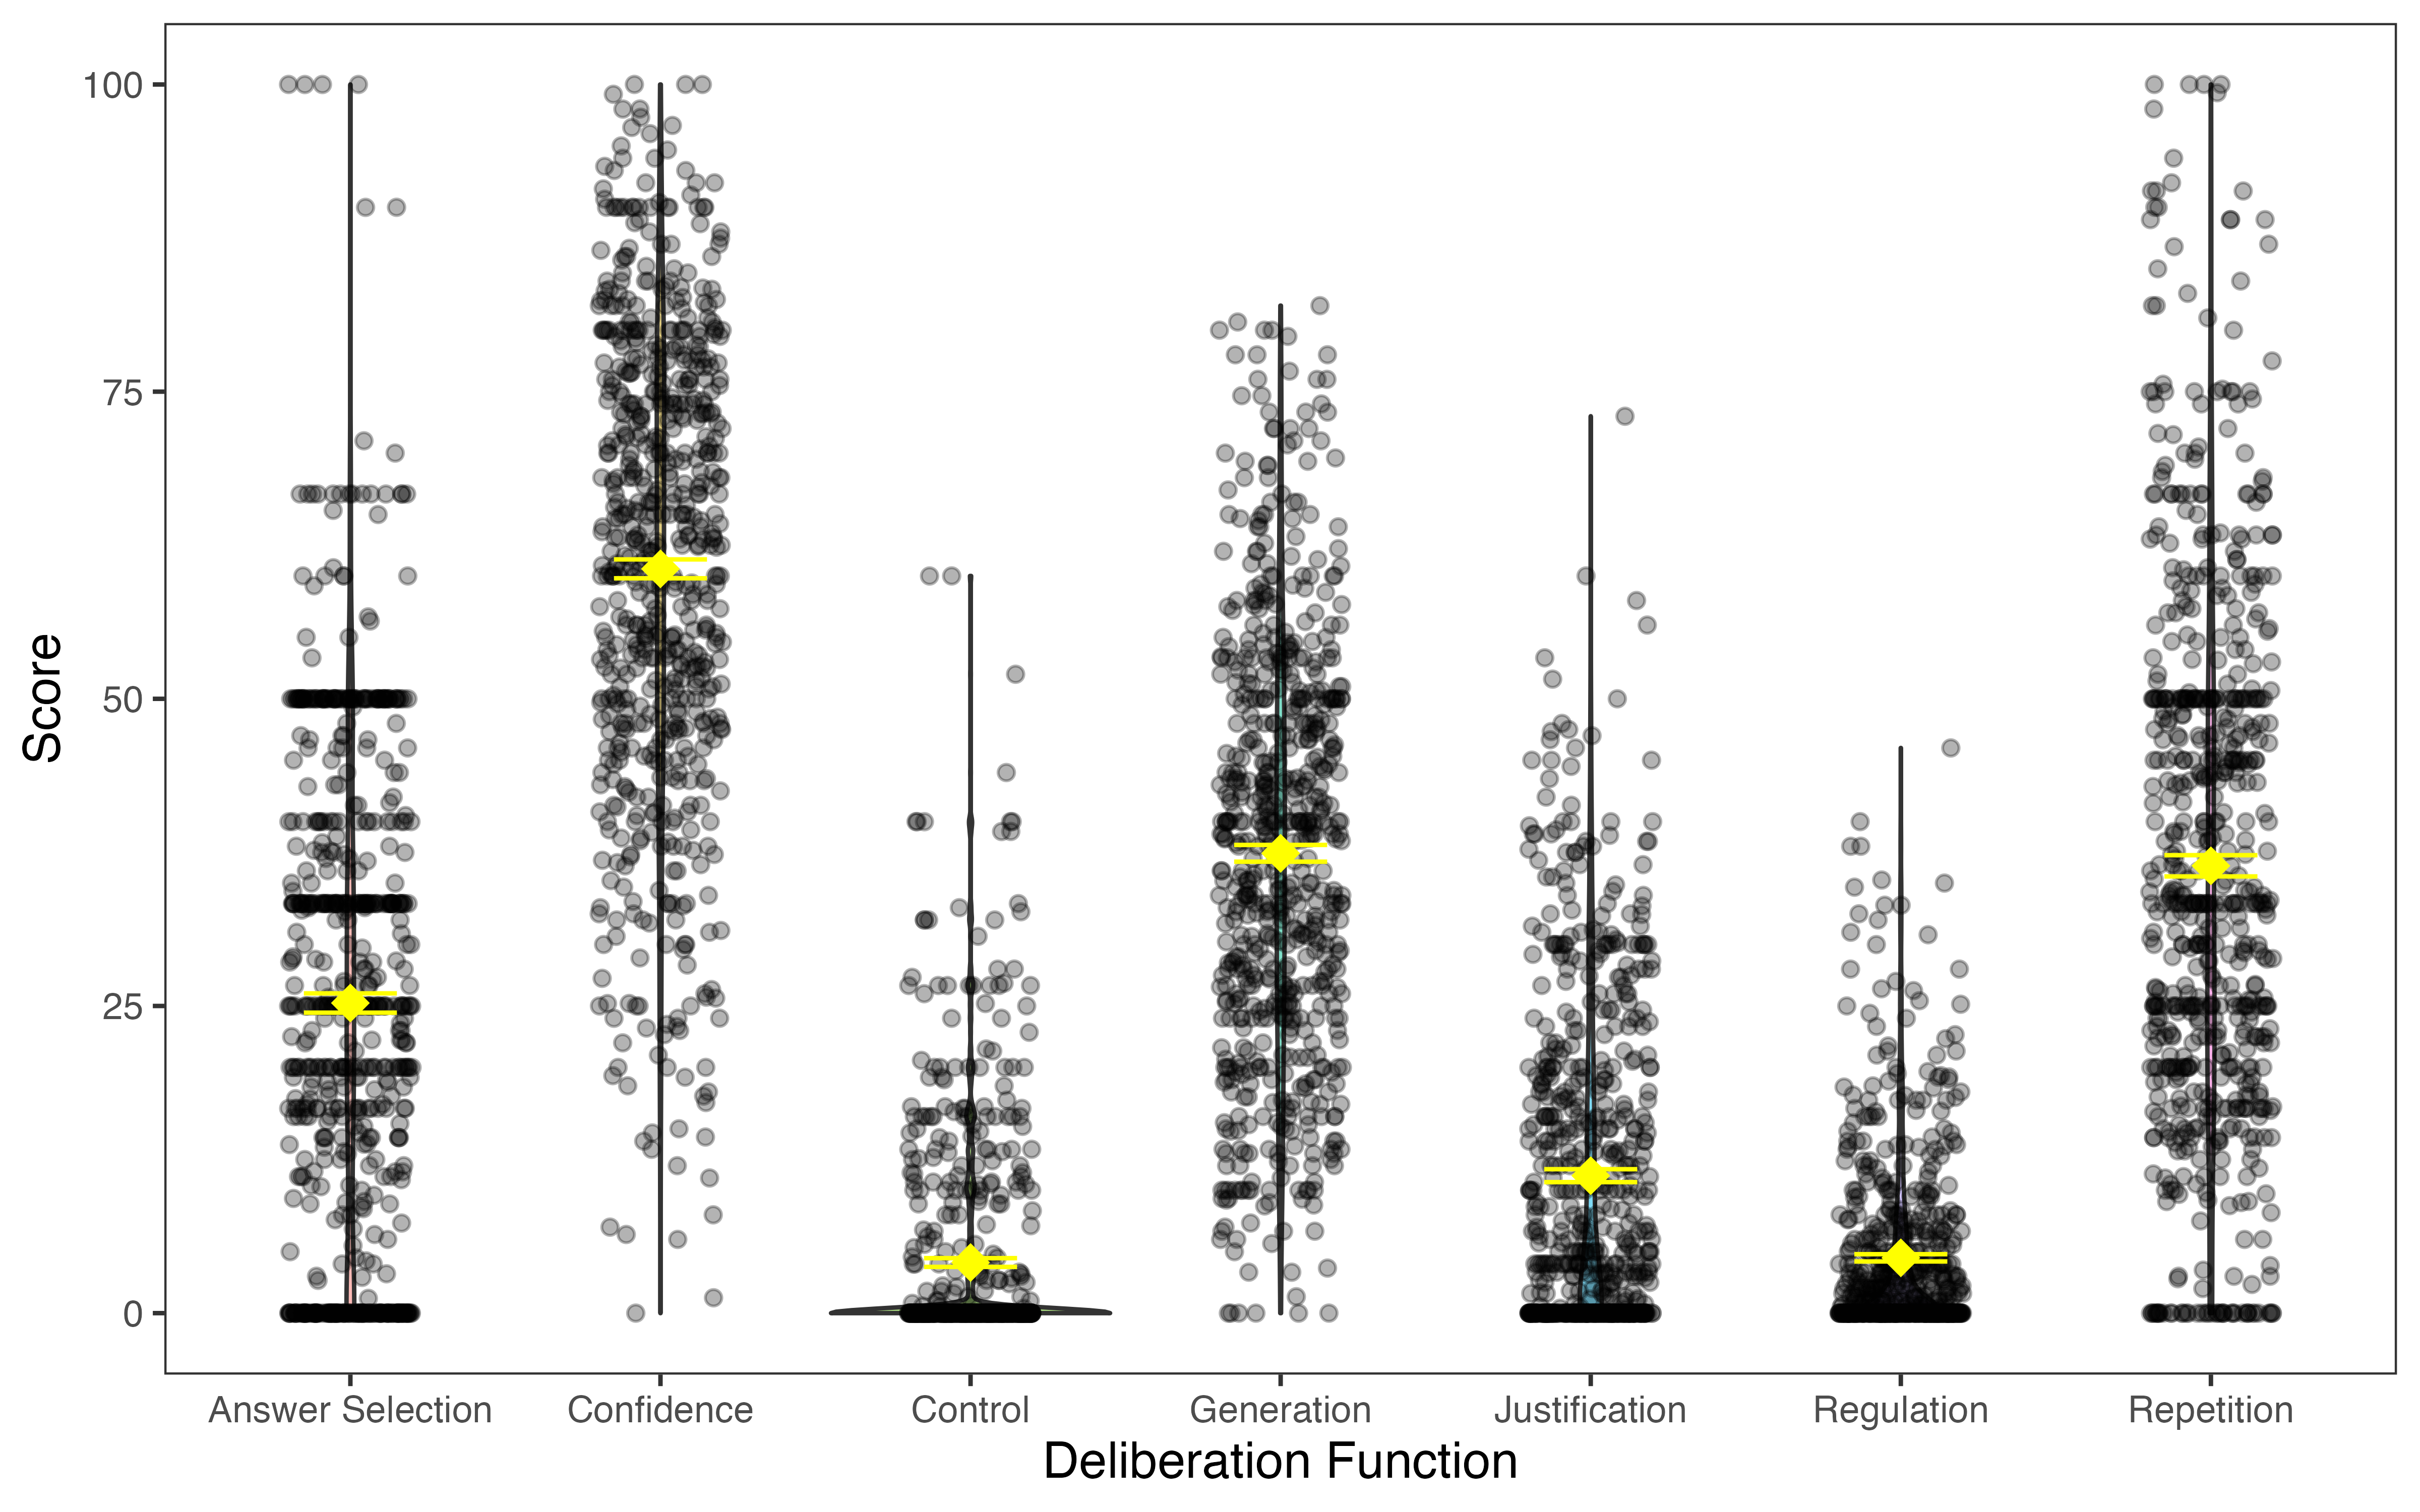 100
75
50
25
0
Score
Answer Selection
Confidence
Control
Generation
Justification
Regulation
Repetition
Deliberation Function